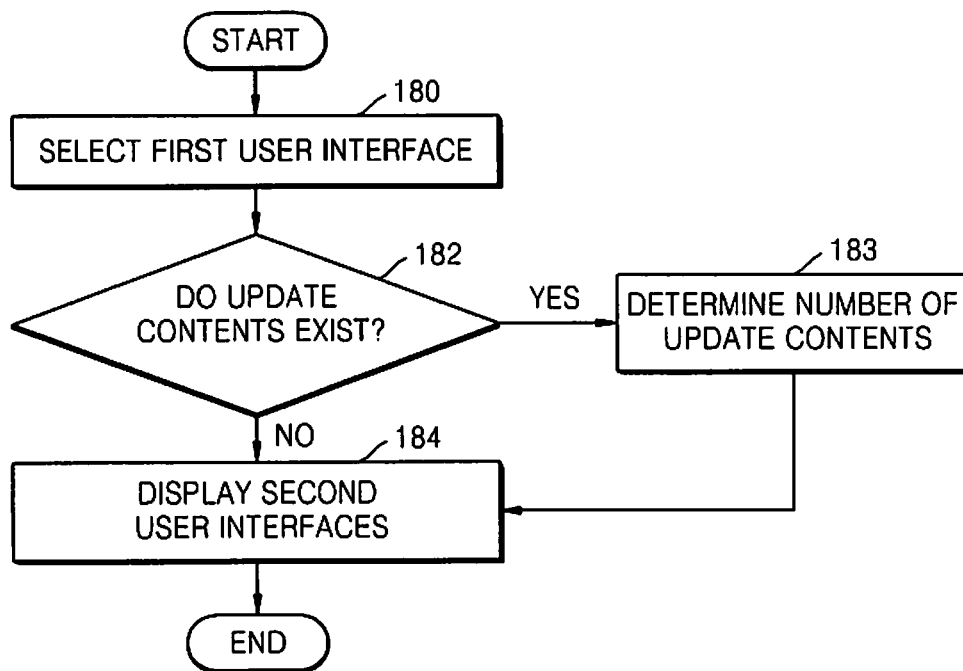 START
180
SELECT FIRST USER INTERFACE
182
DO UPDATE
CONTENTS EXIST?
YES
183
DETERMINE NUMBER OF
UPDATE CONTENTS
NO
184
DISPLAY SECOND
USER INTERFACES
END